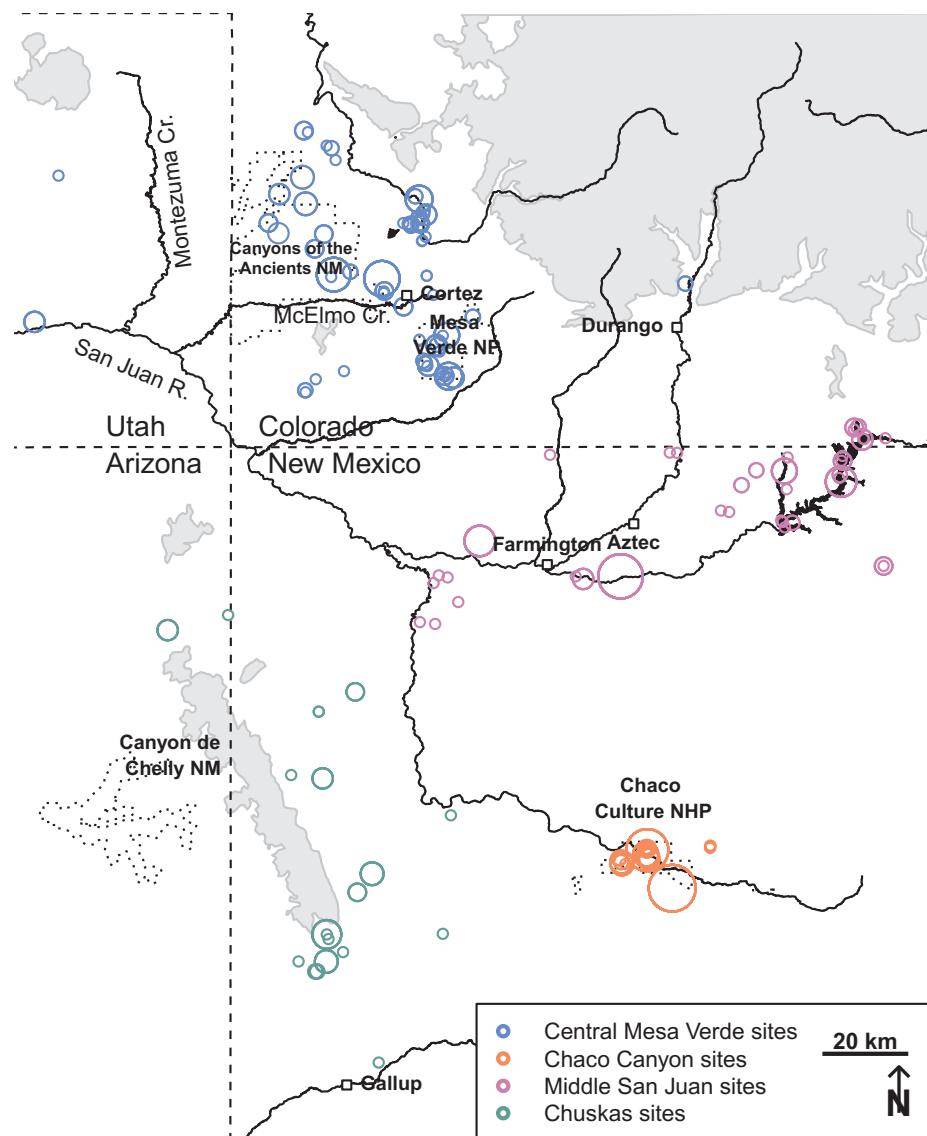 Montezuma Cr.
Canyons of the
Ancients NM
Cortez
McElmo Cr.
Mesa
Verde NP
Durango
San Juan R.
Utah
Colorado
Arizona
New Mexico
Farmington
Aztec
Canyon de
Chelly NM
Chaco
Culture NHP
Gallup
Central Mesa Verde sites
Chaco Canyon sites
Middle San Juan sites
Chuskas sites
20 km
N